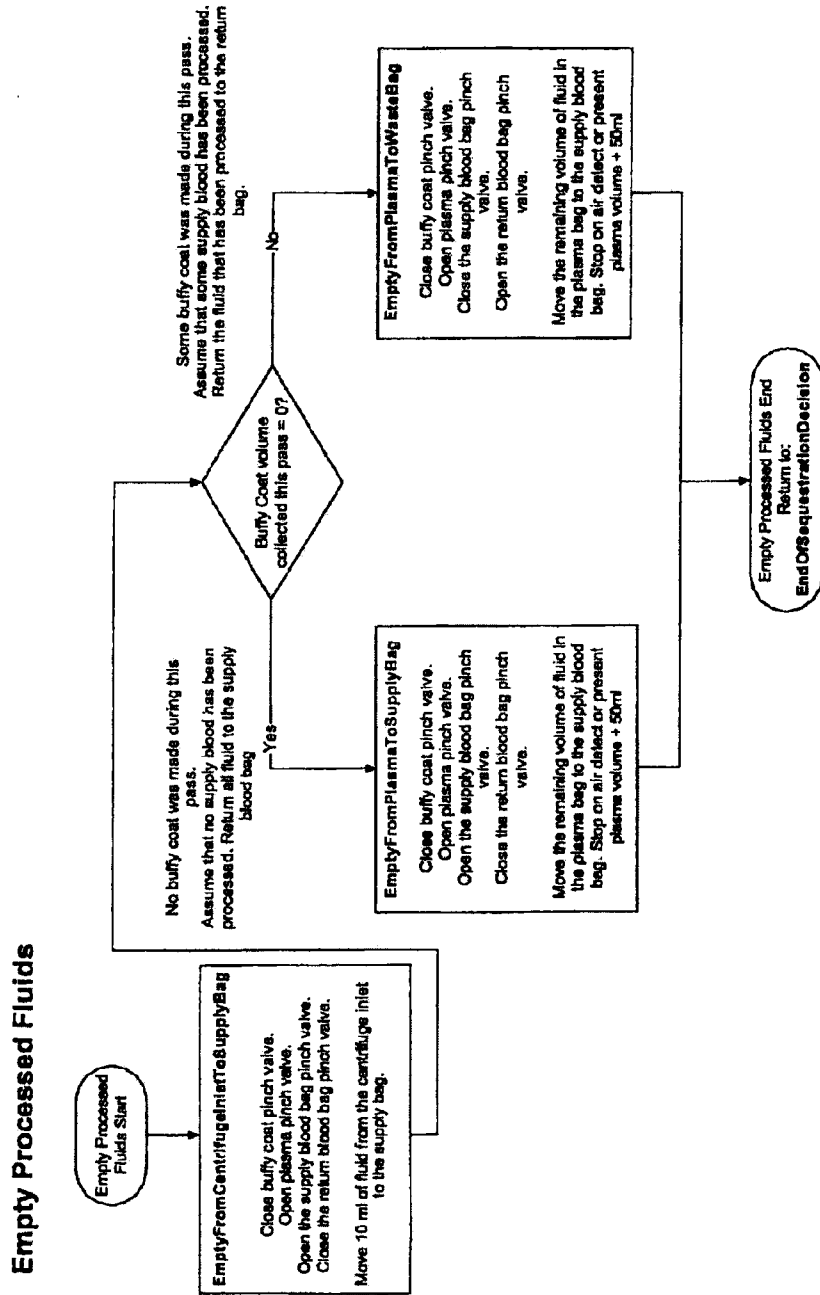 Empty Processed Fluids
Empty Processed
Fluids Start
EmptyFromCentrifugeInletToSupplyBag
Close buffy coat pinch valve.
Open plasma pinch valve.
Open the supply blood bag pinch valve.
Close the return blood bag pinch valve.
Move 10 ml of fluid from the centrifuge inlet
to the supply bag.
No buffy coat was made during this
pass.
Assume that no supply blood has been
processed. Return all fluid to the supply
blood bag
Buffy Coat volume
collected this pass = 0?
Some buffy coat was made during this pass.
Assume that some supply blood has been processed.
Return the fluid that has been processed to the return
bag.
Yes
No
EmptyFromPlasmaToSupplyBag
Close buffy coat pinch valve.
Open plasma pinch valve.
Open the supply blood bag pinch
valve.
Close the return blood bag pinch
valve.
Move the remaining volume of fluid in
the plasma bag to the supply blood
bag. Stop on air detect or present
plasma volume + 50ml
EmptyFromPlasmaToWasteBag
Close buffy coat pinch valve.
Open plasma pinch valve.
Close the supply blood bag pinch
valve.
Open the return blood bag pinch
valve.
Move the remaining volume of fluid in
the plasma bag to the supply blood
bag. Stop on air detect or present
plasma volume + 50ml
Empty Processed Fluids End
Return to:
EndOfSequestrationDecision